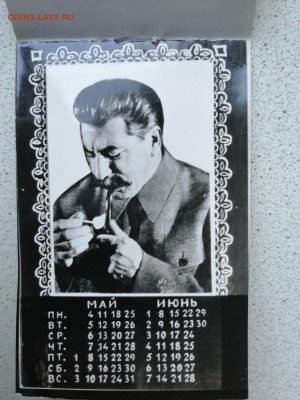 COINS.LAVE.RU
МАЙ ИЮНЬ
ПН. 4 11 18 25 1 8 15 22 29
ВТ. 5 12 19 26 2 9 16 23 30
СР. 6 13 20 27 3 10 17 24
ЧТ. 7 14 21 28 4 11 18 25
ПТ. 1 8 15 22 29 5 12 19 26
СБ. 2 9 16 23 30 6 13 20 27
ВС. 3 10 17 24 31 7 14 21 28